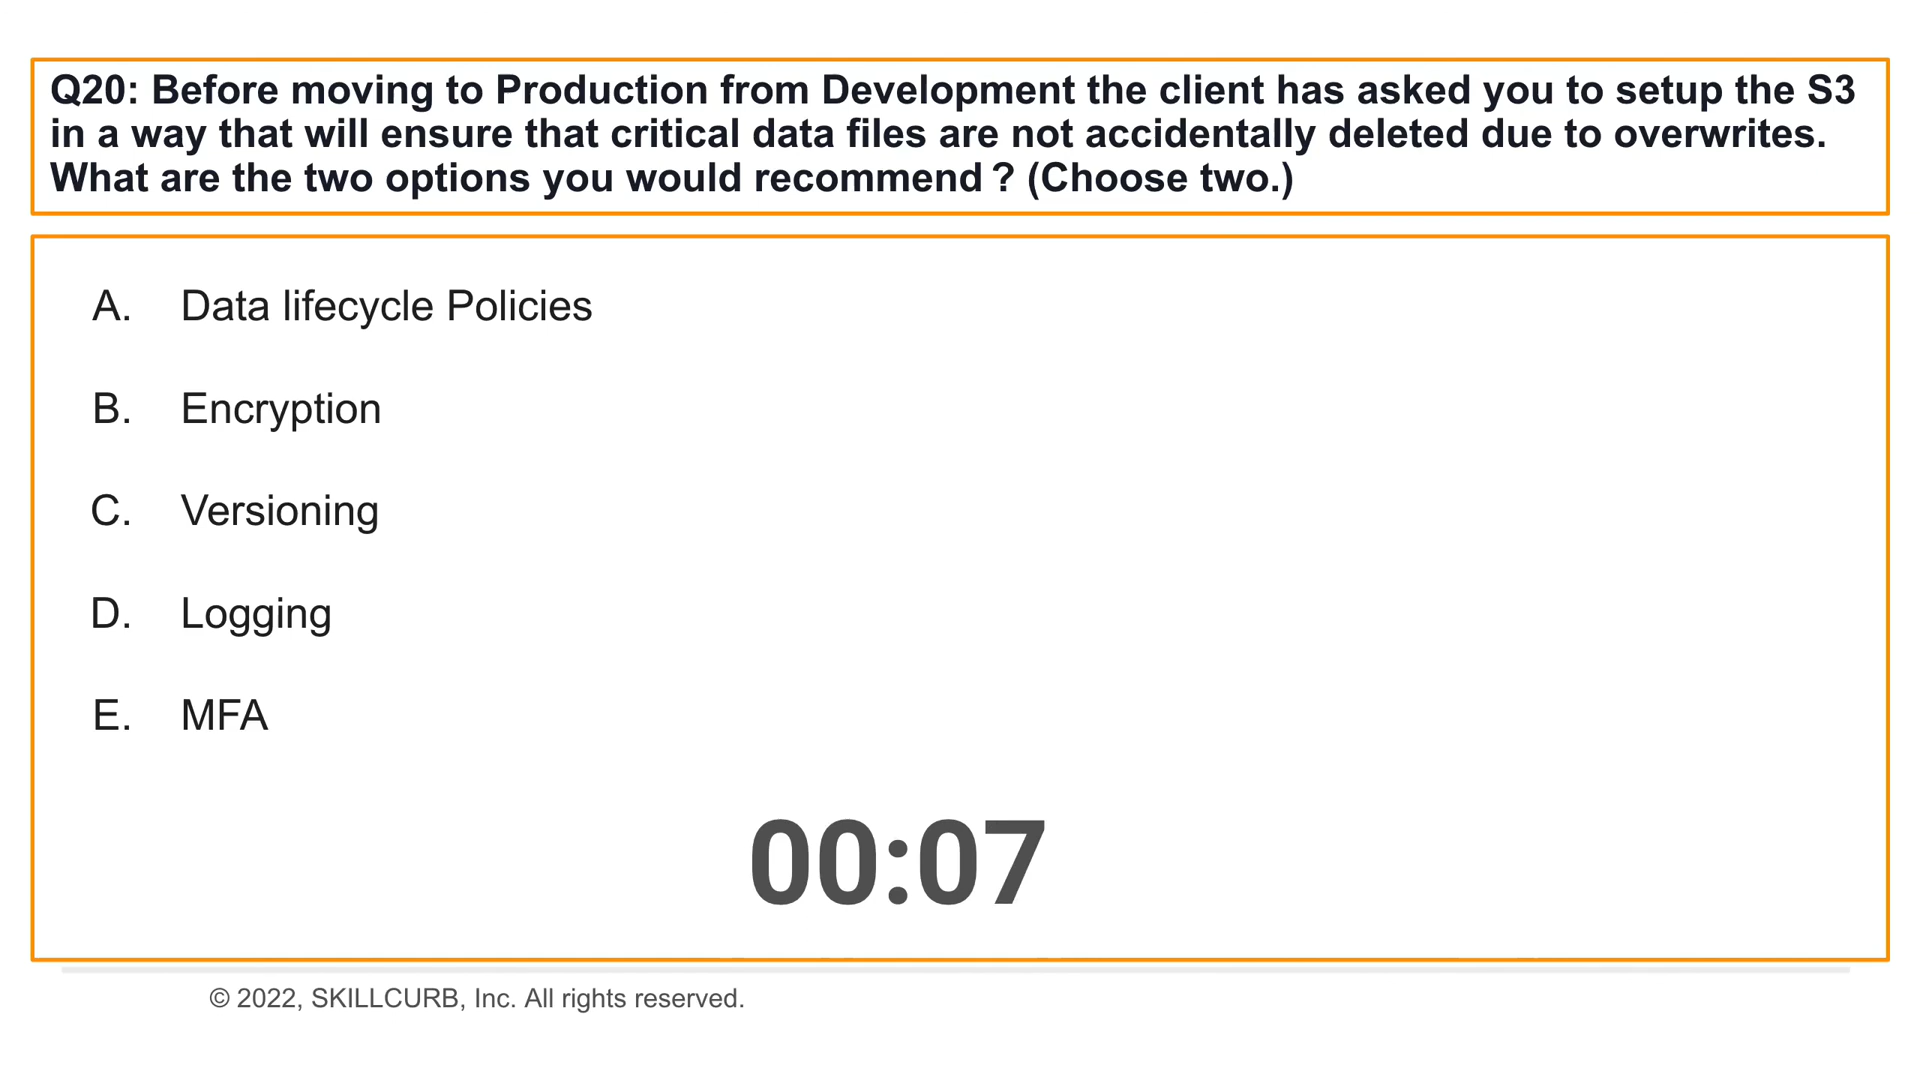 Q20: Before moving to Production from Development the client has asked you to setup the S3
in a way that will ensure that critical data files are not accidentally deleted due to overwrites.
What are the two options you would recommend ? (Choose two.)
A. Data lifecycle Policies
B. Encryption
C. Versioning
D. Logging
E. MFA
00:07
© 2022, SKILLCURB, Inc. All rights reserved.